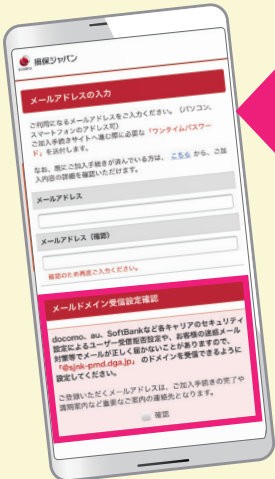 損保ジャパン
メールアドレスの入力
ご利用になるメールアドレスをご入力ください。（パソコン、
スマートフォンのアドレス可）
ご加入手続きサイトへ進む際に必要な「ワンタイムパスワー
ド」を送付します。
なお、既にご加入手続きが済んでいる方は、こちら から、ご加
入内容の詳細を確認いただけます。
メールアドレス
メールアドレス（確認）
確認のため再度ご入力ください。
メールドメイン受信設定確認
docomo、au、SoftBankなど各キャリアのセキュリティ
設定によるユーザー受信拒否設定や、お客様の迷惑メール
対策等でメールが正しく届かないことがありますので、
「@sjnk-pmd.dga.jp」のドメインを受信できるように
設定してください。
ご登録いただくメールアドレスは、ご加入手続きの完了や
満期案内など重要なご案内の連絡先となります。
確認